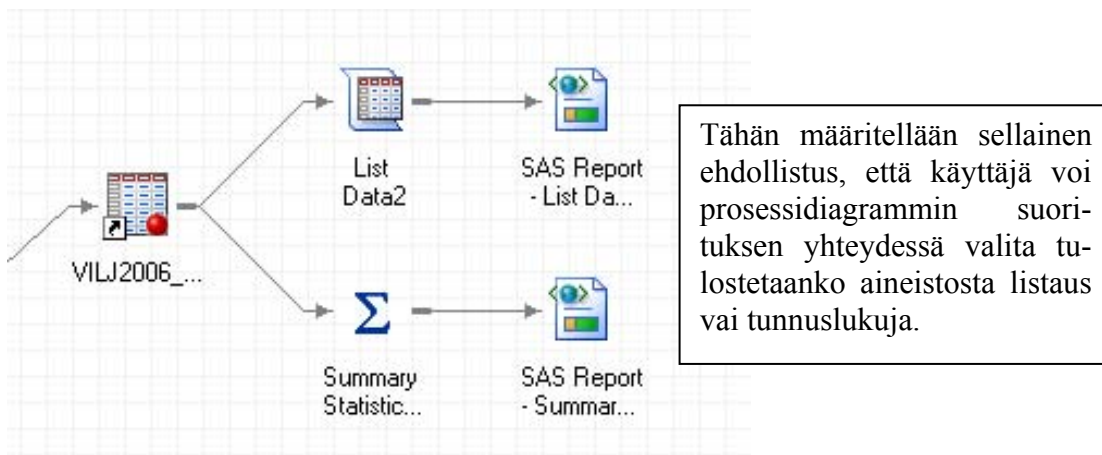 List
Data2
SAS Report
- List Da...
VILJ2006_...
Summary
Statistic...
SAS Report
- Summar...
Tähän määritellään sellainen
ehdollistus, että käyttäjä voi
prosessidiagrammin suori-
tuksen yhteydessä valita tu-
lostetaanko aineistosta listaus
vai tunnuslukuja.